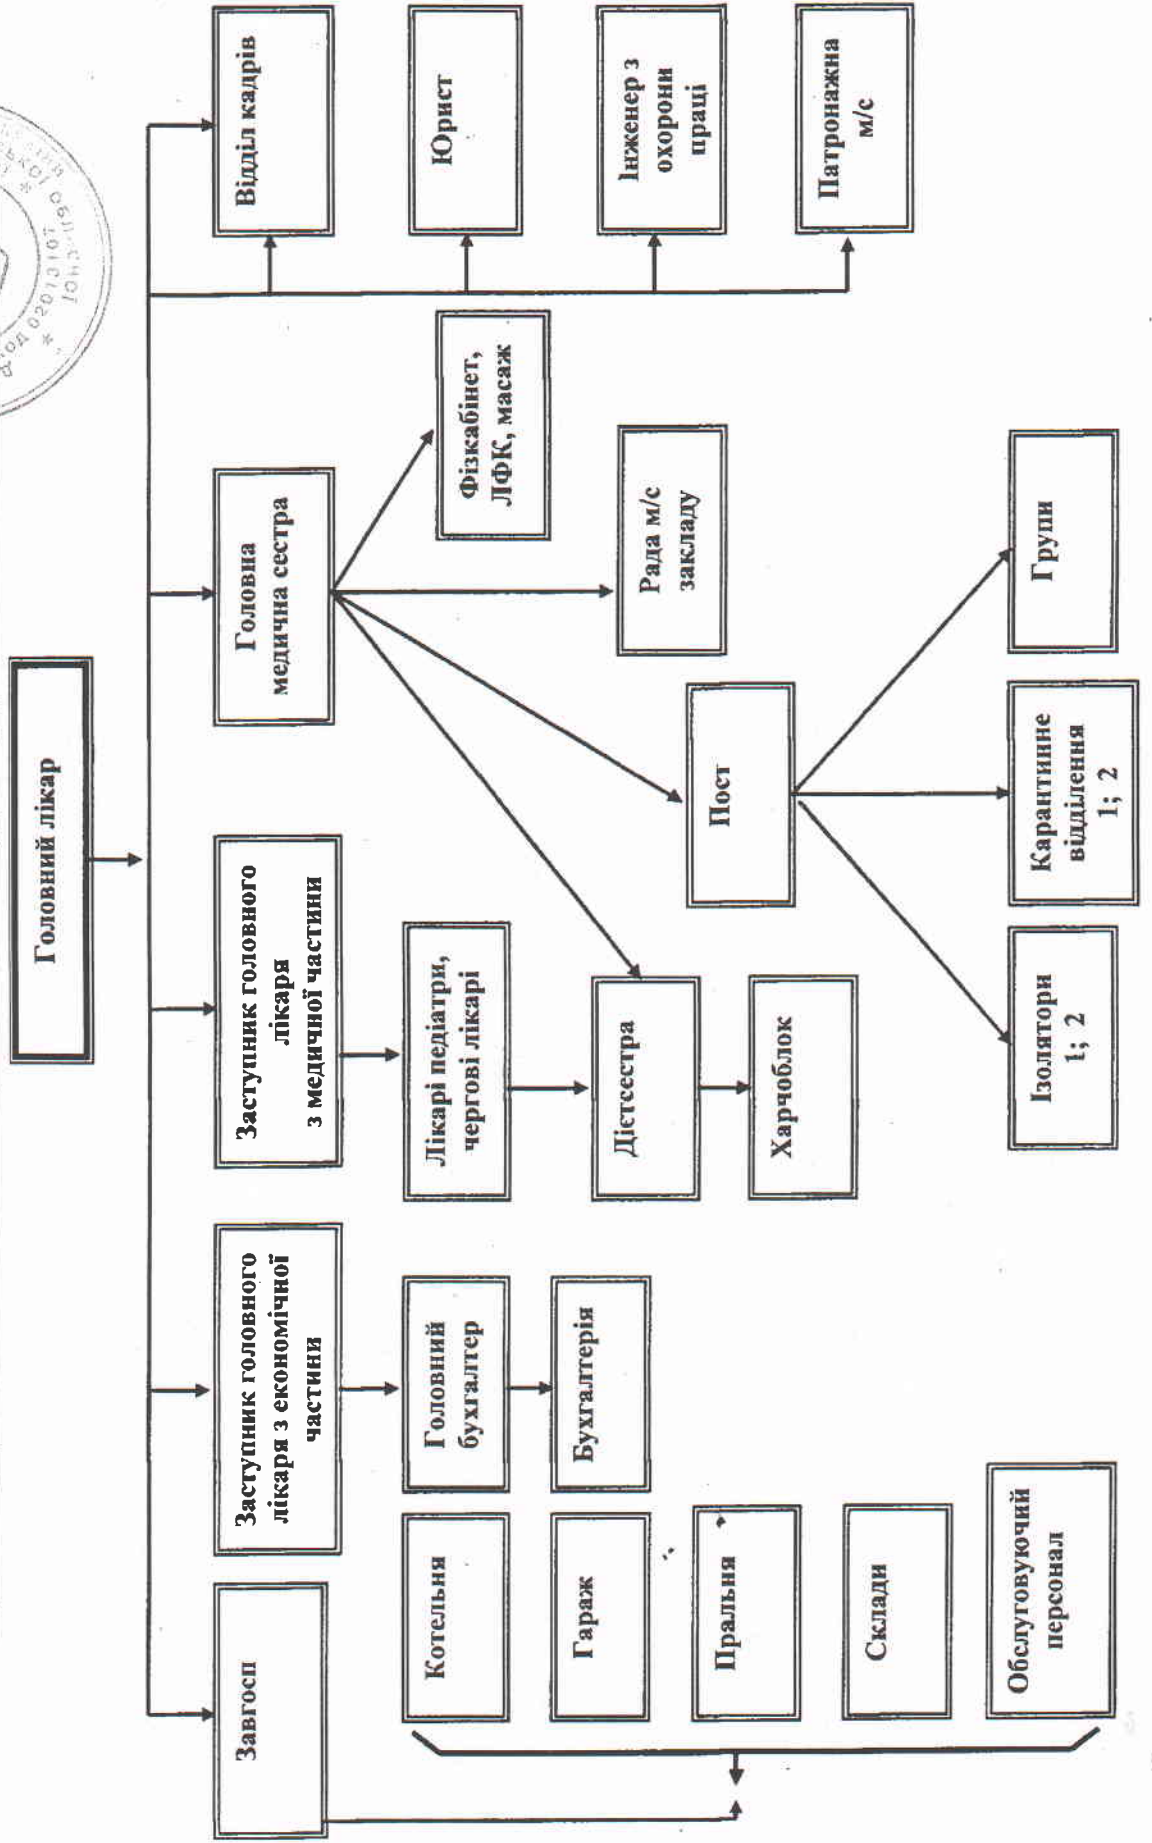 Головний лікар
Завгосп
Заступник головного
лікаря з економічної
частини
Заступник головного
лікаря
з медичної частини
Головна
медична сестра
Відділ кадрів
Котельня
Головний
бухгалтер
Лікарі педіатри,
чергові лікарі
Фізкабінет,
ЛФК, масаж
Юрист
Гараж
Бухгалтерія
Дієтсестра
Рада м/с
закладу
Інженер з
охорони
праці
Пральня
Харчоблок
Пост
Патронажна
м/с
Склади
Обслуговуючий
персонал
Ізолятори
1; 2
Карантинне
відділення
1; 2
Групи
02013107